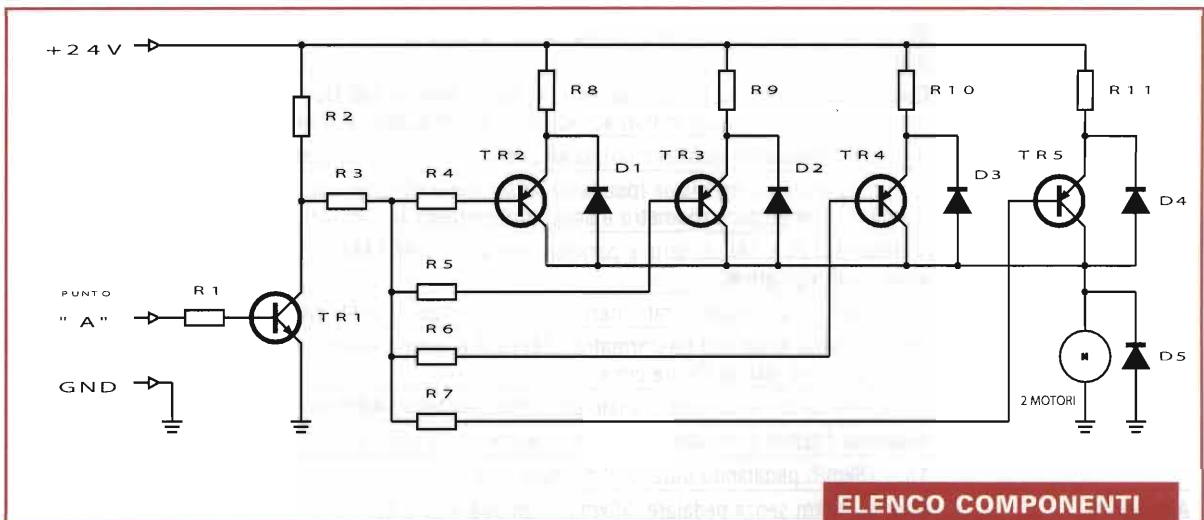 +24V
R2
R8
R9
R10
R11
TR2
TR3
TR4
TR5
R3
R4
D1
D2
D3
D4
R5
PUNTO
"A"
R1
TR1
R6
GND
R7
M
D5
2 MOTORI
ELENCO COMPONENTI